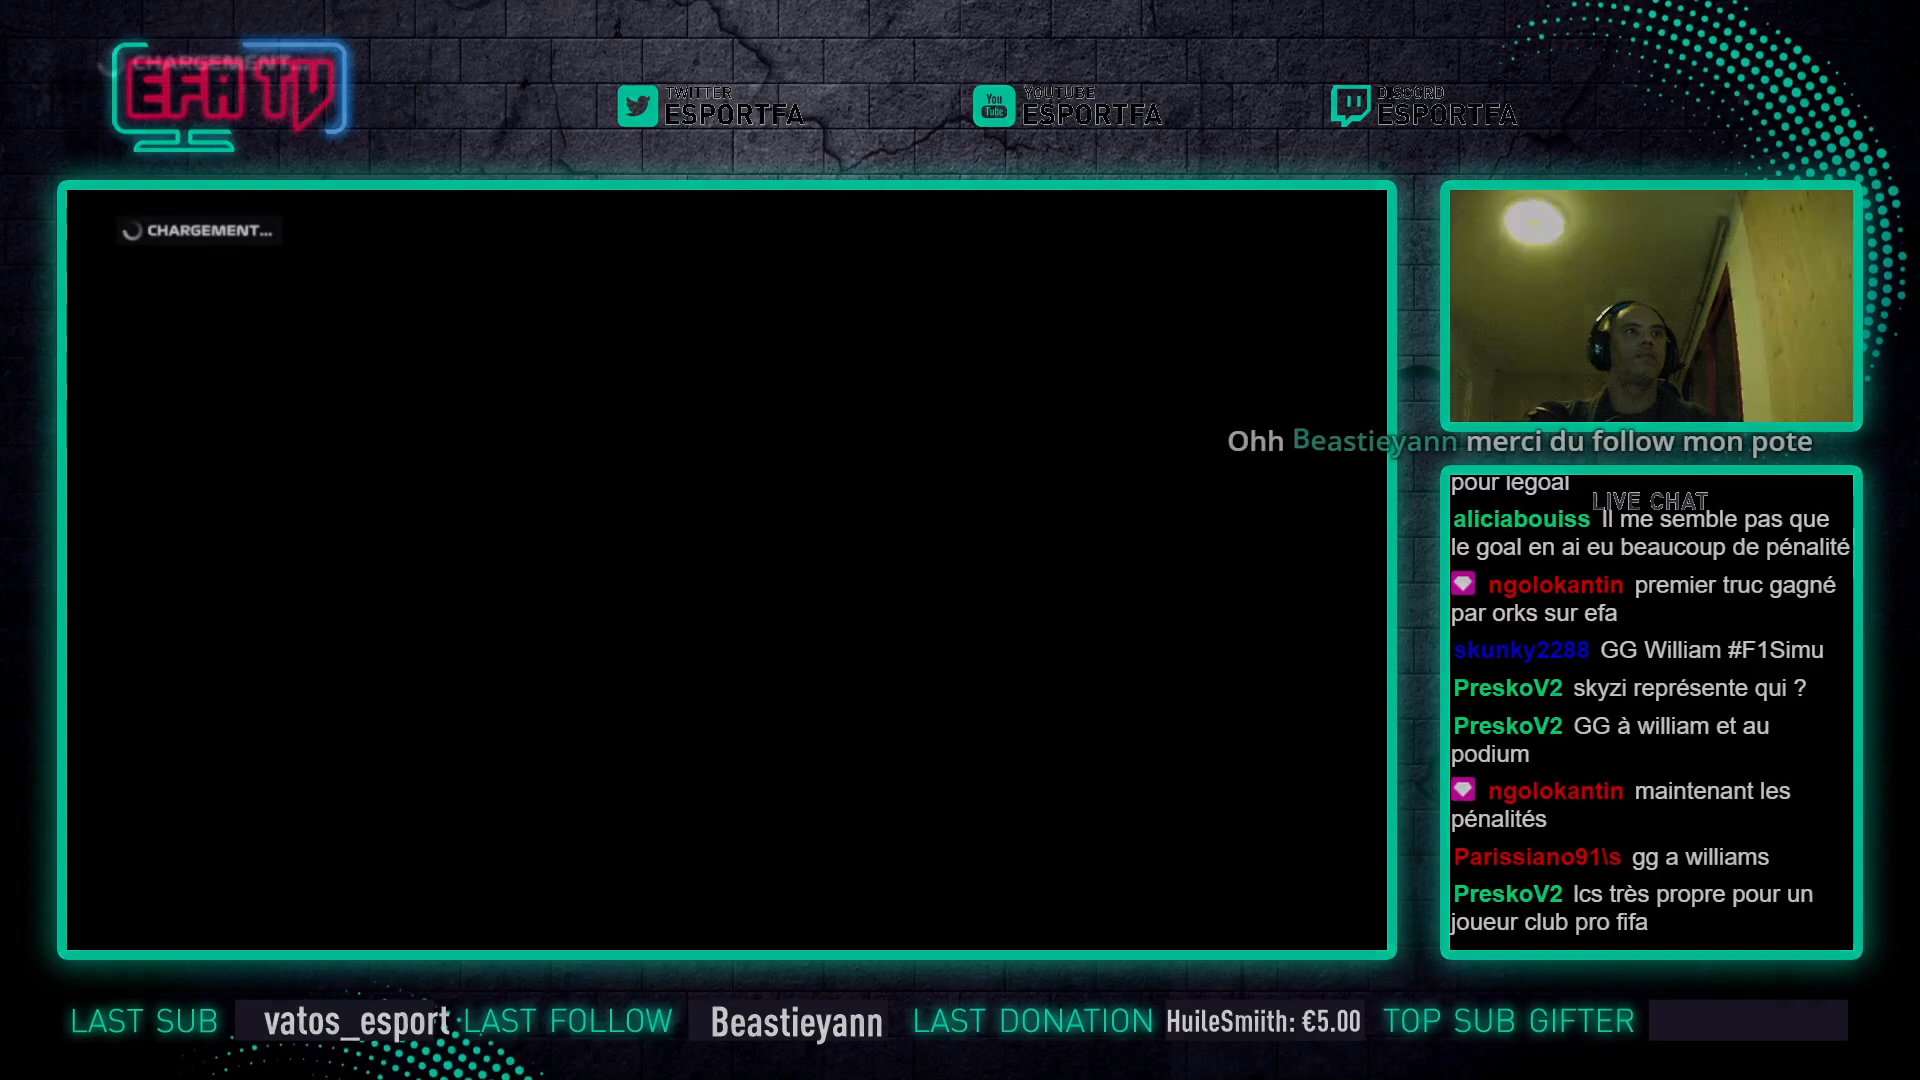 CHARGEMENT...
EFA TV
TWITTER
ESPORTFA
YOUTUBE
ESPORTFA
DISCORD
ESPORTFA
You
Tube
CHARGEMENT...
Ohh Beastieyann merci du follow mon pote
LIVE CHAT
pour legoal
aliciabouiss Il me semble pas que
le goal en ai eu beaucoup de pénalité
ngolokantin premier truc gagné
par orks sur efa
skunky2288 GG William #F1Simu
PreskoV2 skyzi représente qui ?
PreskoV2 GG à william et au
podium
ngolokantin maintenant les
pénalités
Parissiano91\s gg a williams
PreskoV2 lcs très propre pour un
joueur club pro fifa
LAST SUB vatos_esport LAST FOLLOW Beastieyann LAST DONATION HuileSmiith: €5.00 TOP SUB GIFTER